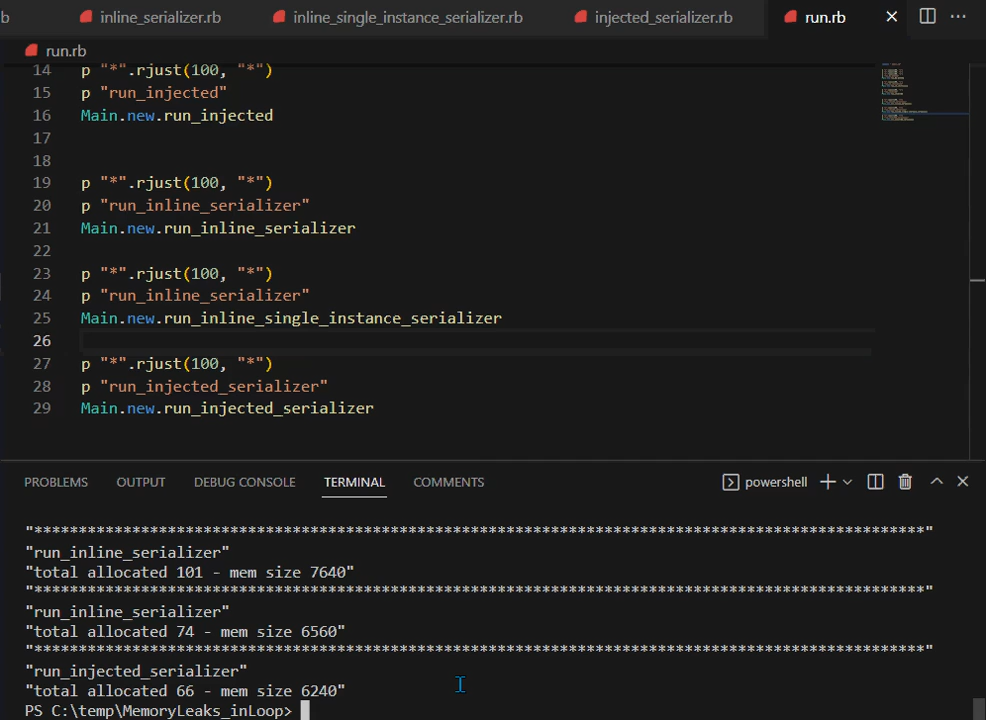 b inline_serializer.rb inline_single_instance_serializer.rb injected_serializer.rb run.rb
run.rb
14 p "*".rjust(100, "*")
15 p "run_injected"
16 Main.new.run_injected
17
18
19 p "*".rjust(100, "*")
20 p "run_inline_serializer"
21 Main.new.run_inline_serializer
22
23 p "*".rjust(100, "*")
24 p "run_inline_serializer"
25 Main.new.run_inline_single_instance_serializer
26
27 p "*".rjust(100, "*")
28 p "run_injected_serializer"
29 Main.new.run_injected_serializer
PROBLEMS OUTPUT DEBUG CONSOLE TERMINAL COMMENTS powershell
"****************************************************************************************************"
"run_inline_serializer"
"total allocated 101 - mem size 7640"
"****************************************************************************************************"
"run_inline_serializer"
"total allocated 74 - mem size 6560"
"****************************************************************************************************"
"run_injected_serializer"
"total allocated 66 - mem size 6240"
PS C:\temp\MemoryLeaks_inLoop>